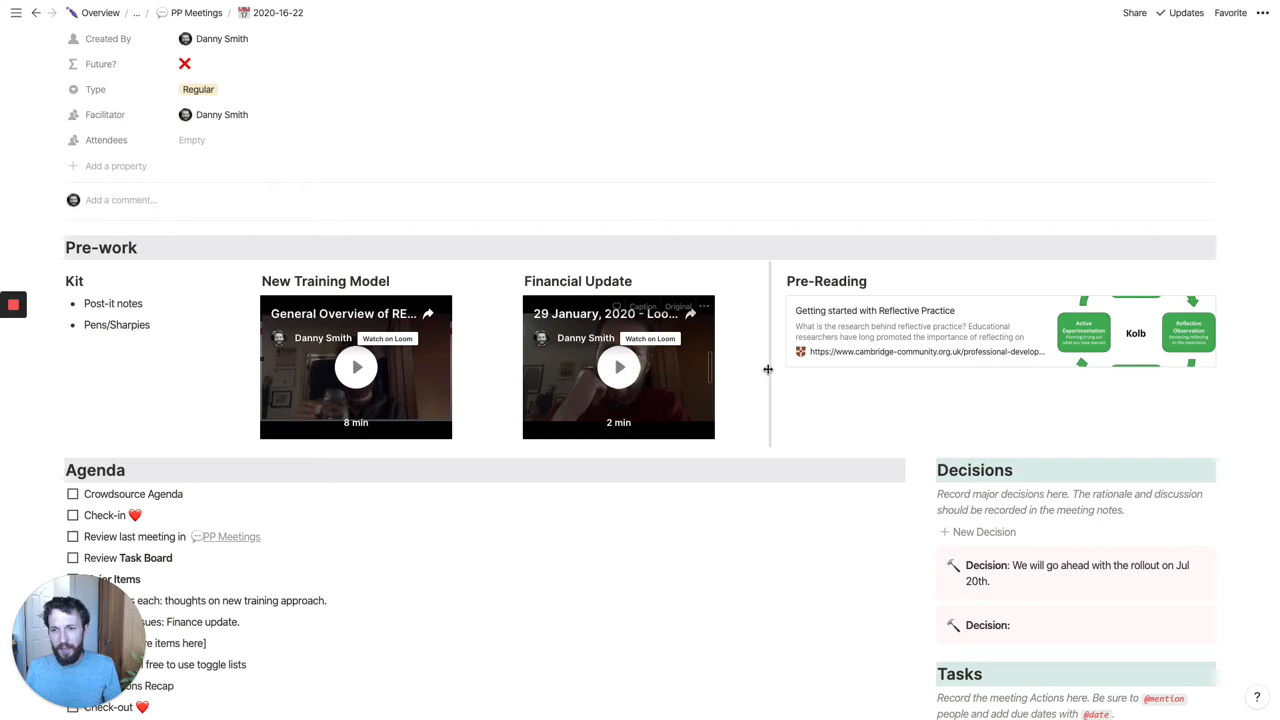 Overview / ... / PP Meetings / 2020-16-22
Share Updates Favorite
Created By Danny Smith
Future?
Type Regular
Facilitator Danny Smith
Attendees Empty
Add a property
Add a comment...
Pre-work
Kit
Post-it notes
Pens/Sharpies
New Training Model
General Overview of RE...
Danny Smith Watch on Loom
8 min
Financial Update
Caption Original
29 January, 2020 - Loo...
Danny Smith Watch on Loom
2 min
Pre-Reading
Getting started with Reflective Practice
What is the research behind reflective practice? Educational
researchers have long promoted the importance of reflecting on
https://www.cambridge-community.org.uk/professional-develop...
Active
Experimentation
Kolb
Reflective
Observation
Agenda
Crowdsource Agenda
Check-in
Review last meeting in PP Meetings
Review Task Board
Items
each: thoughts on new training approach.
Finance update.
items here]
free to use toggle lists
Recap
Check-out
Decisions
Record major decisions here. The rationale and discussion
should be recorded in the meeting notes.
New Decision
Decision: We will go ahead with the rollout on Jul
20th.
Decision:
Tasks
Record the meeting Actions here. Be sure to @mention
people and add due dates with @date.
?